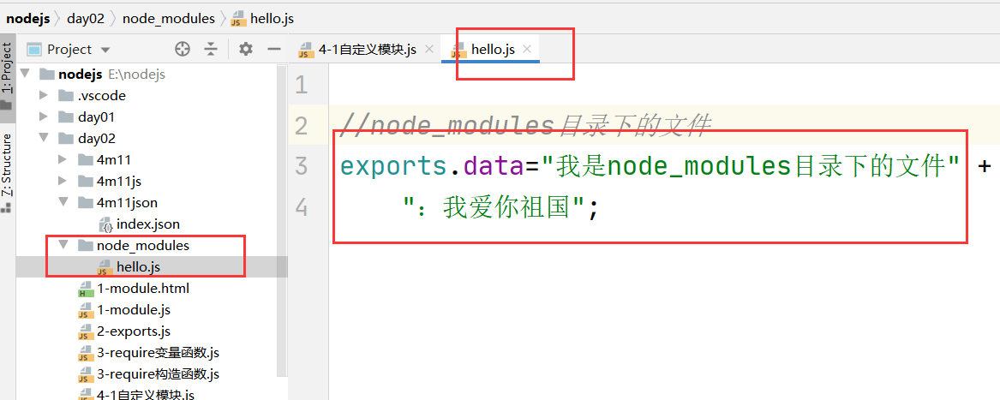 nodejs day02 node_modules hello.js
Project
4-1自定义模块.js
hello.js
1: Project
7: Structure
nodejs E:\nodejs
.vscode
day01
day02
4m11
4m11js
4m11json
index.json
node_modules
hello.js
1-module.html
1-module.js
2-exports.js
3-require变量函数.js
3-require构造函数.js
4-1自定义模块.js
1
2 //node_modules目录下的文件
3 exports.data="我是node_modules目录下的文件" +
4 ": 我爱你祖国";